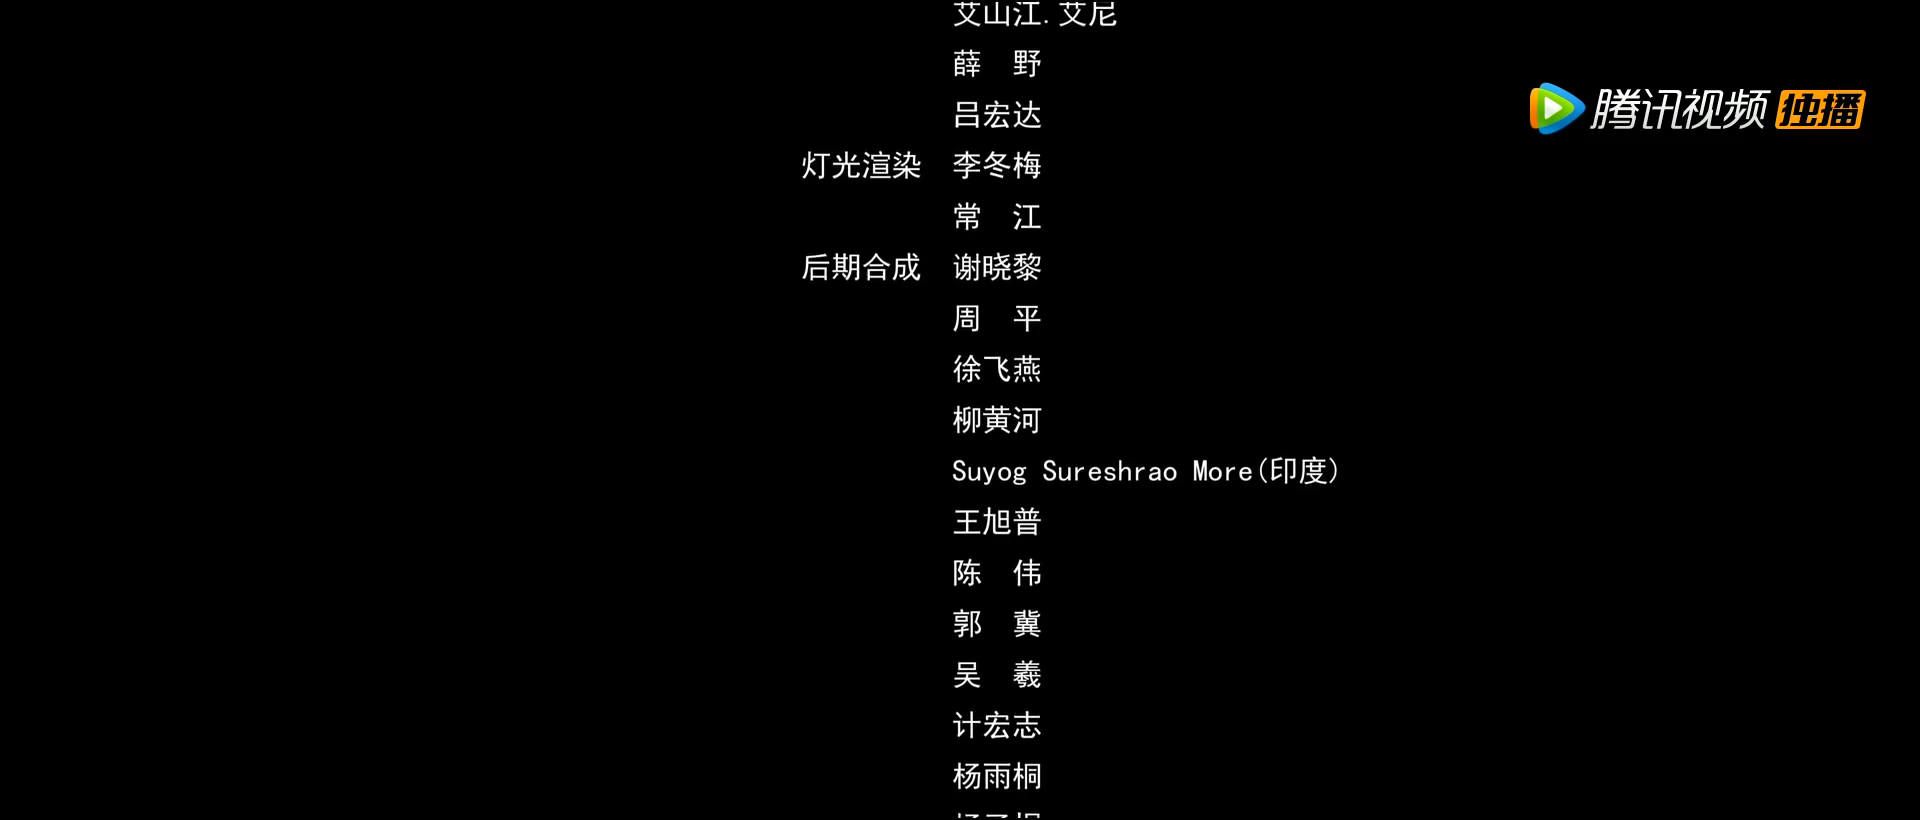 艾山江.艾尼
薛　野
吕宏达
腾讯视频 独播
灯光渲染　李冬梅
常　江
后期合成　谢晓黎
周　平
徐飞燕
柳黄河
Suyog Sureshrao More(印度)
王旭普
陈　伟
郭　冀
吴　羲
计宏志
杨雨桐